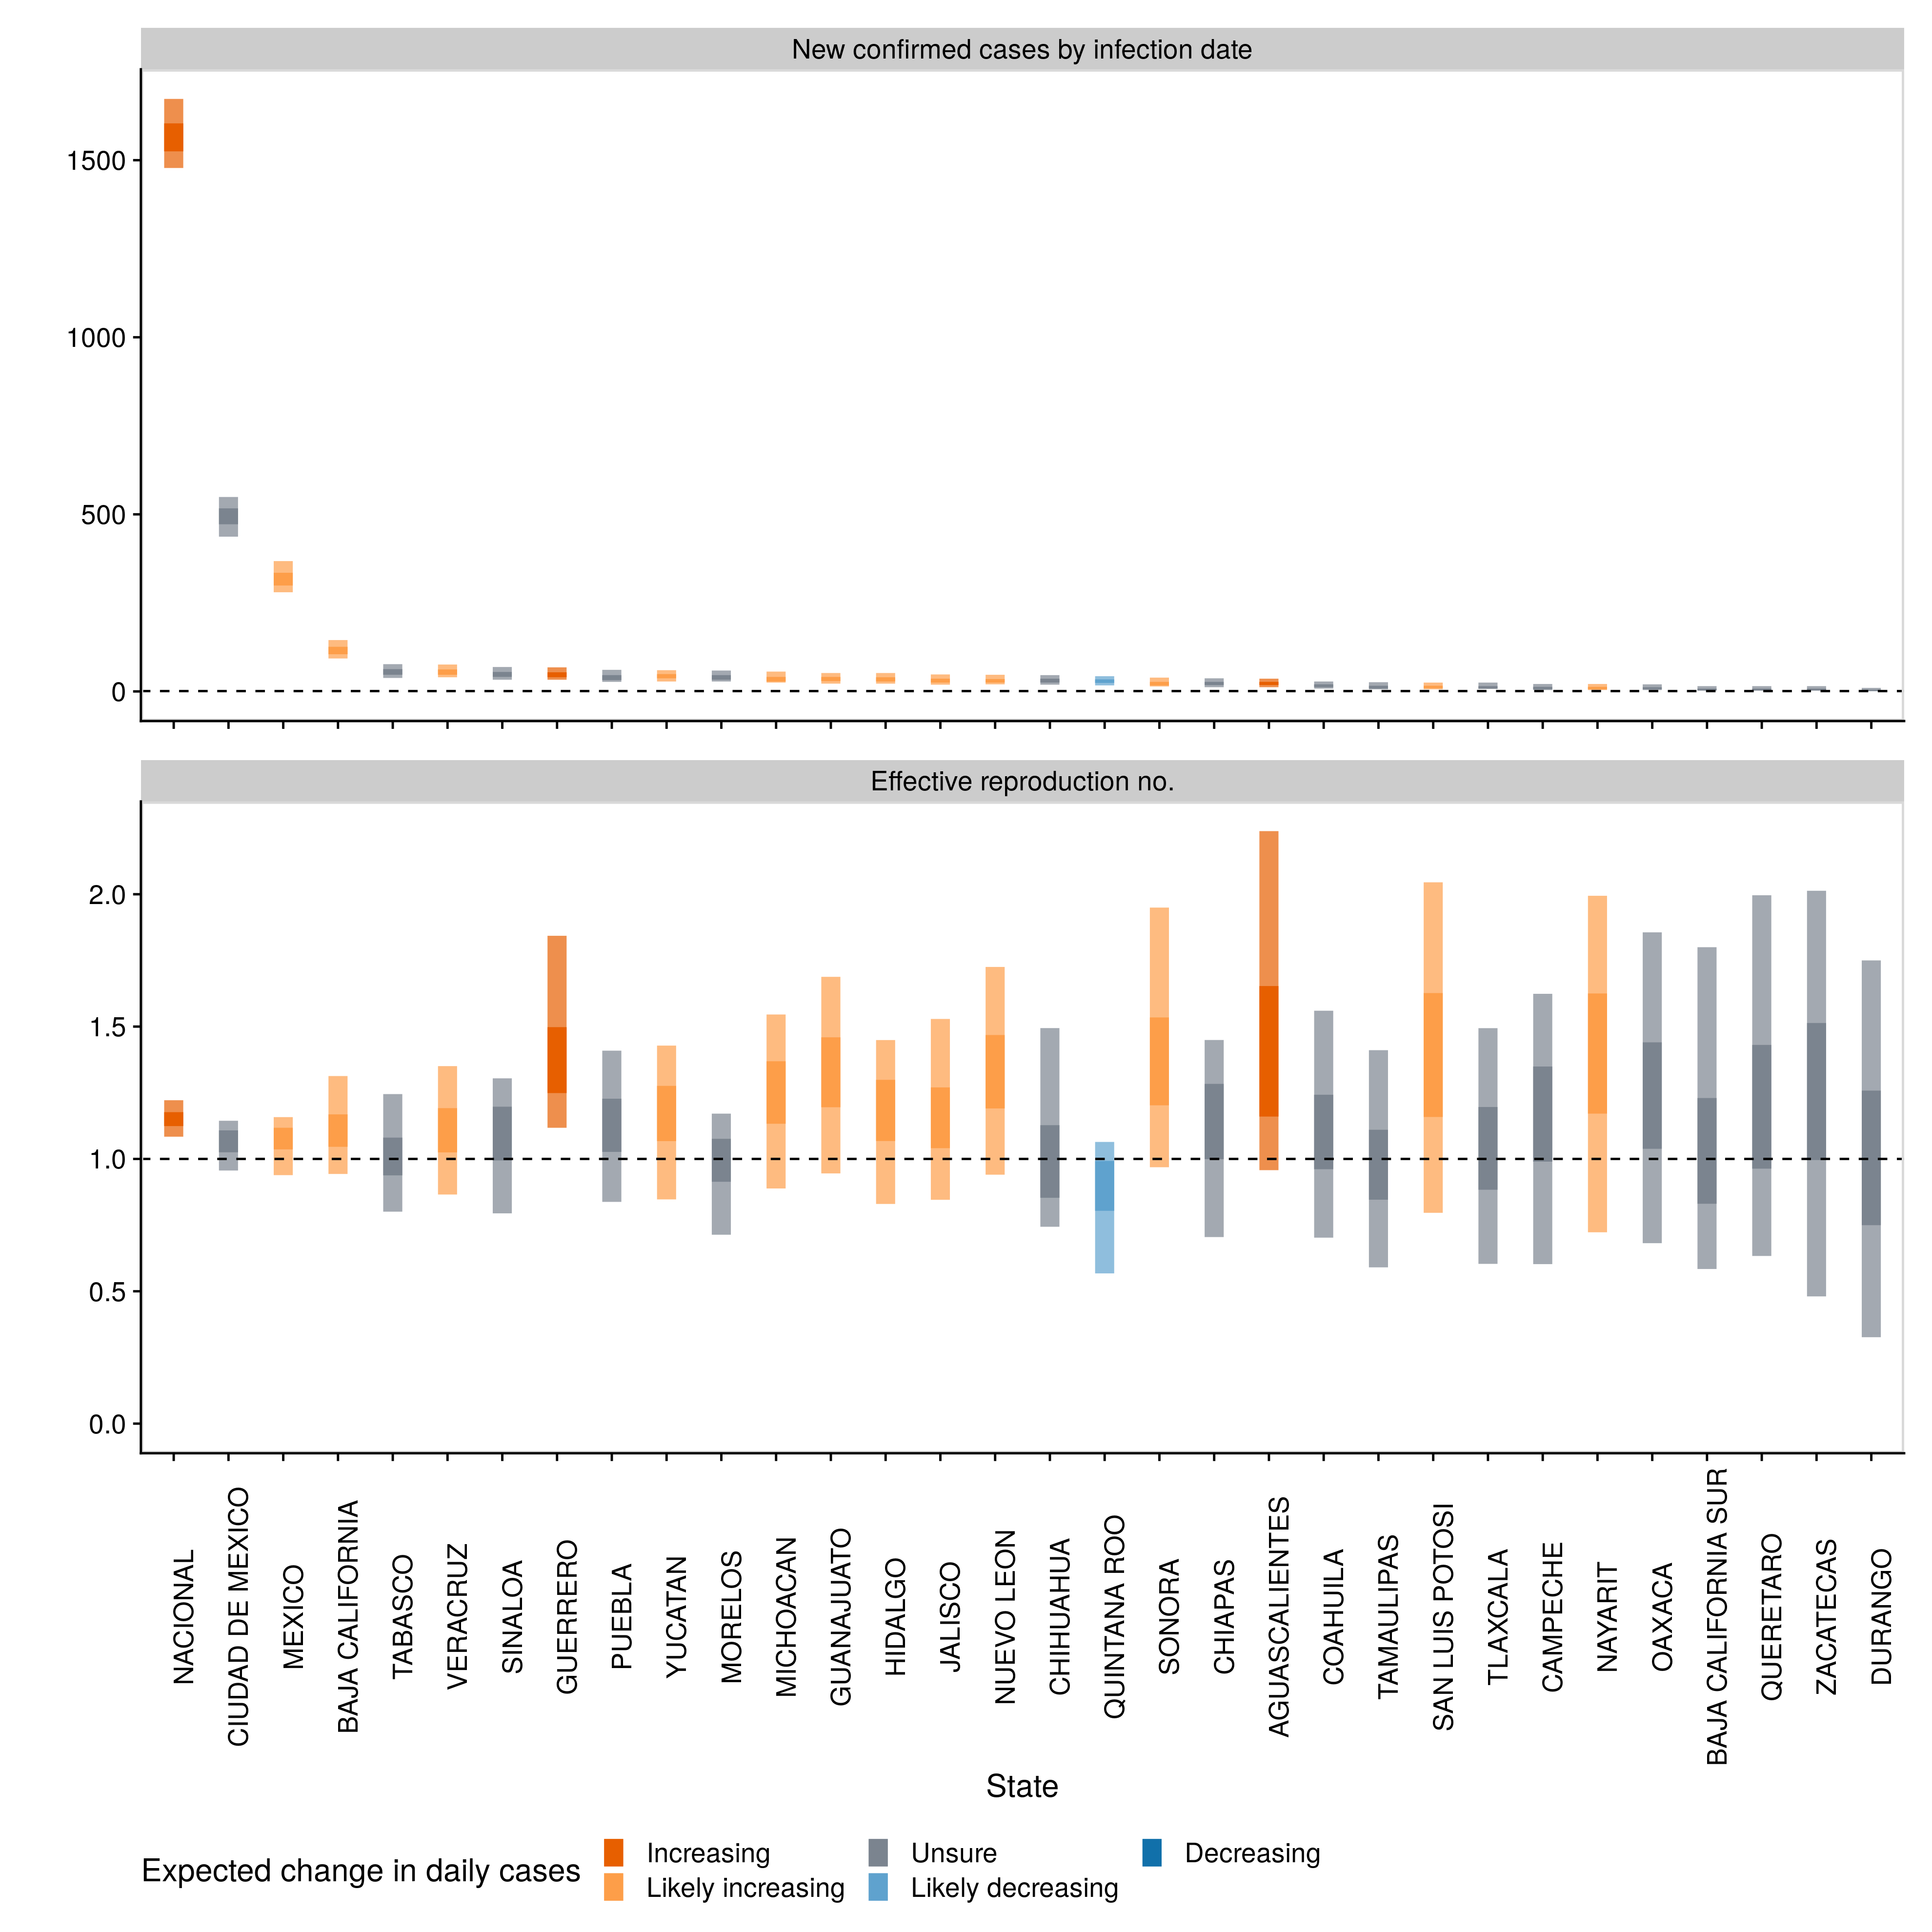 New confirmed cases by infection date
1500
1000
500
0
Effective reproduction no.
2.0
1.5
1.0
0.5
0.0
NACIONAL
CIUDAD DE MEXICO
MEXICO
BAJA CALIFORNIA
TABASCO
VERACRUZ
SINALOA
GUERRERO
PUEBLA
YUCATAN
MORELOS
MICHOACAN
GUANAJUATO
HIDALGO
JALISCO
NUEVO LEON
CHIHUAHUA
QUINTANA ROO
SONORA
CHIAPAS
AGUASCALIENTES
COAHUILA
TAMAULIPAS
SAN LUIS POTOSI
TLAXCALA
CAMPECHE
NAYARIT
OAXACA
BAJA CALIFORNIA SUR
QUERETARO
ZACATECAS
DURANGO
State
Expected change in daily cases
Increasing
Likely increasing
Unsure
Likely decreasing
Decreasing